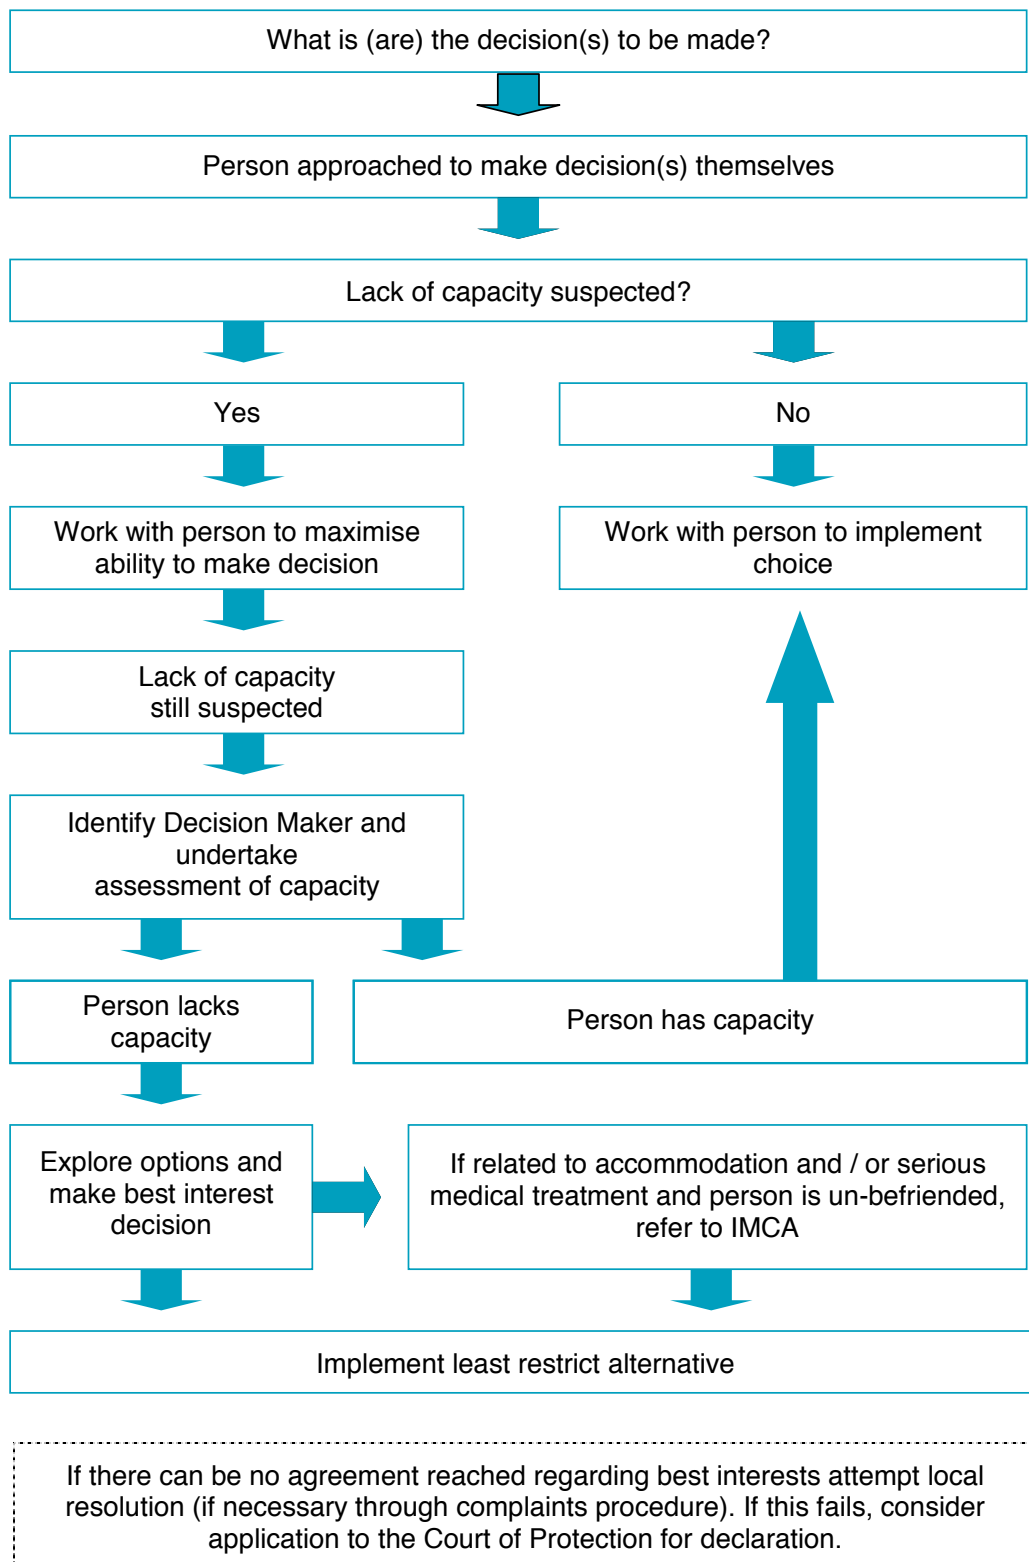 What is (are) the decision(s) to be made?
Person approached to make decision(s) themselves
Lack of capacity suspected?
Yes
No
Work with person to maximise
ability to make decision
Work with person to implement
choice
Lack of capacity
still suspected
Identify Decision Maker and
undertake
assessment of capacity
Person lacks
capacity
Person has capacity
Explore options and
make best interest
decision
If related to accommodation and / or serious
medical treatment and person is un-befriended,
refer to IMCA
Implement least restrict alternative
If there can be no agreement reached regarding best interests attempt local
resolution (if necessary through complaints procedure). If this fails, consider
application to the Court of Protection for declaration.